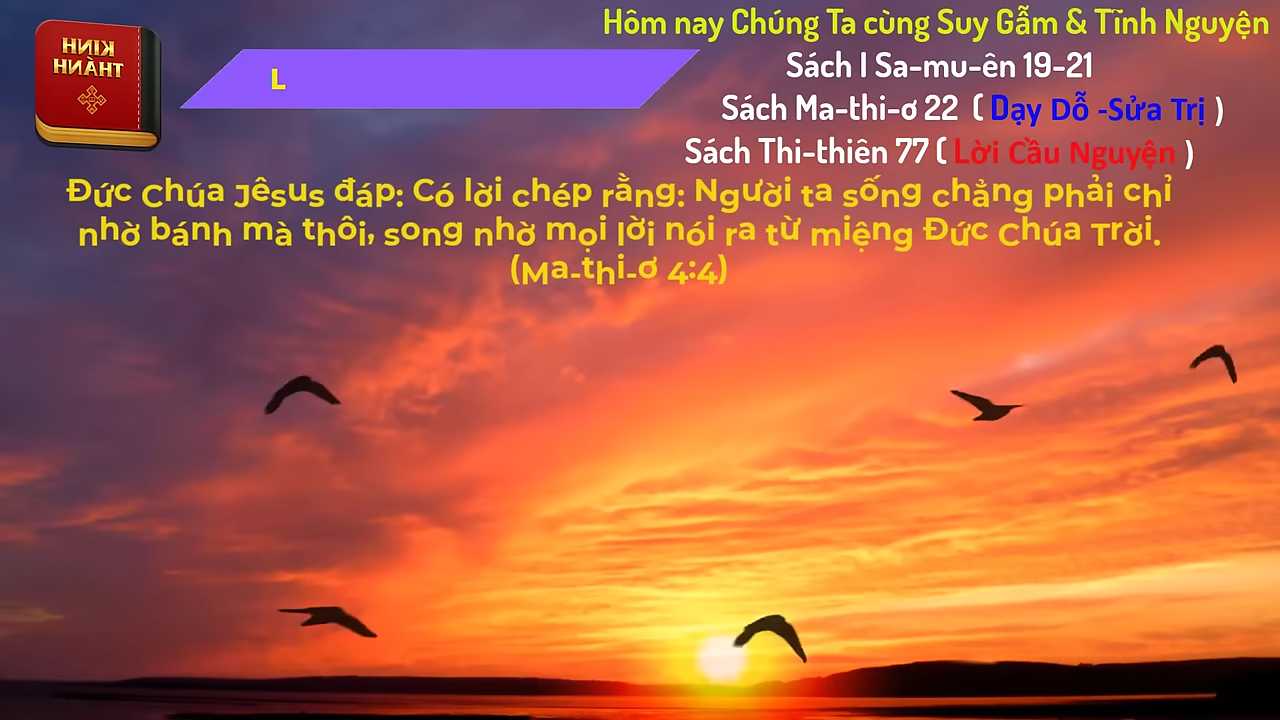 KINH
THÀNH
L
Hôm nay Chúng Ta cùng Suy Gẫm & Tĩnh Nguyện
Sách I Sa-mu-ên 19-21
Sách Ma-thi-ơ 22 ( Dạy Dỗ -Sửa Trị )
Sách Thi-thiên 77 ( Lời Cầu Nguyện )
Đức Chúa Jêsus đáp: Có lời chép rằng: Người ta sống chẳng phải chỉ
nhờ bánh mà thôi, song nhờ mọi lời nói ra từ miệng Đức Chúa Trời.
(Ma-thi-ơ 4:4)